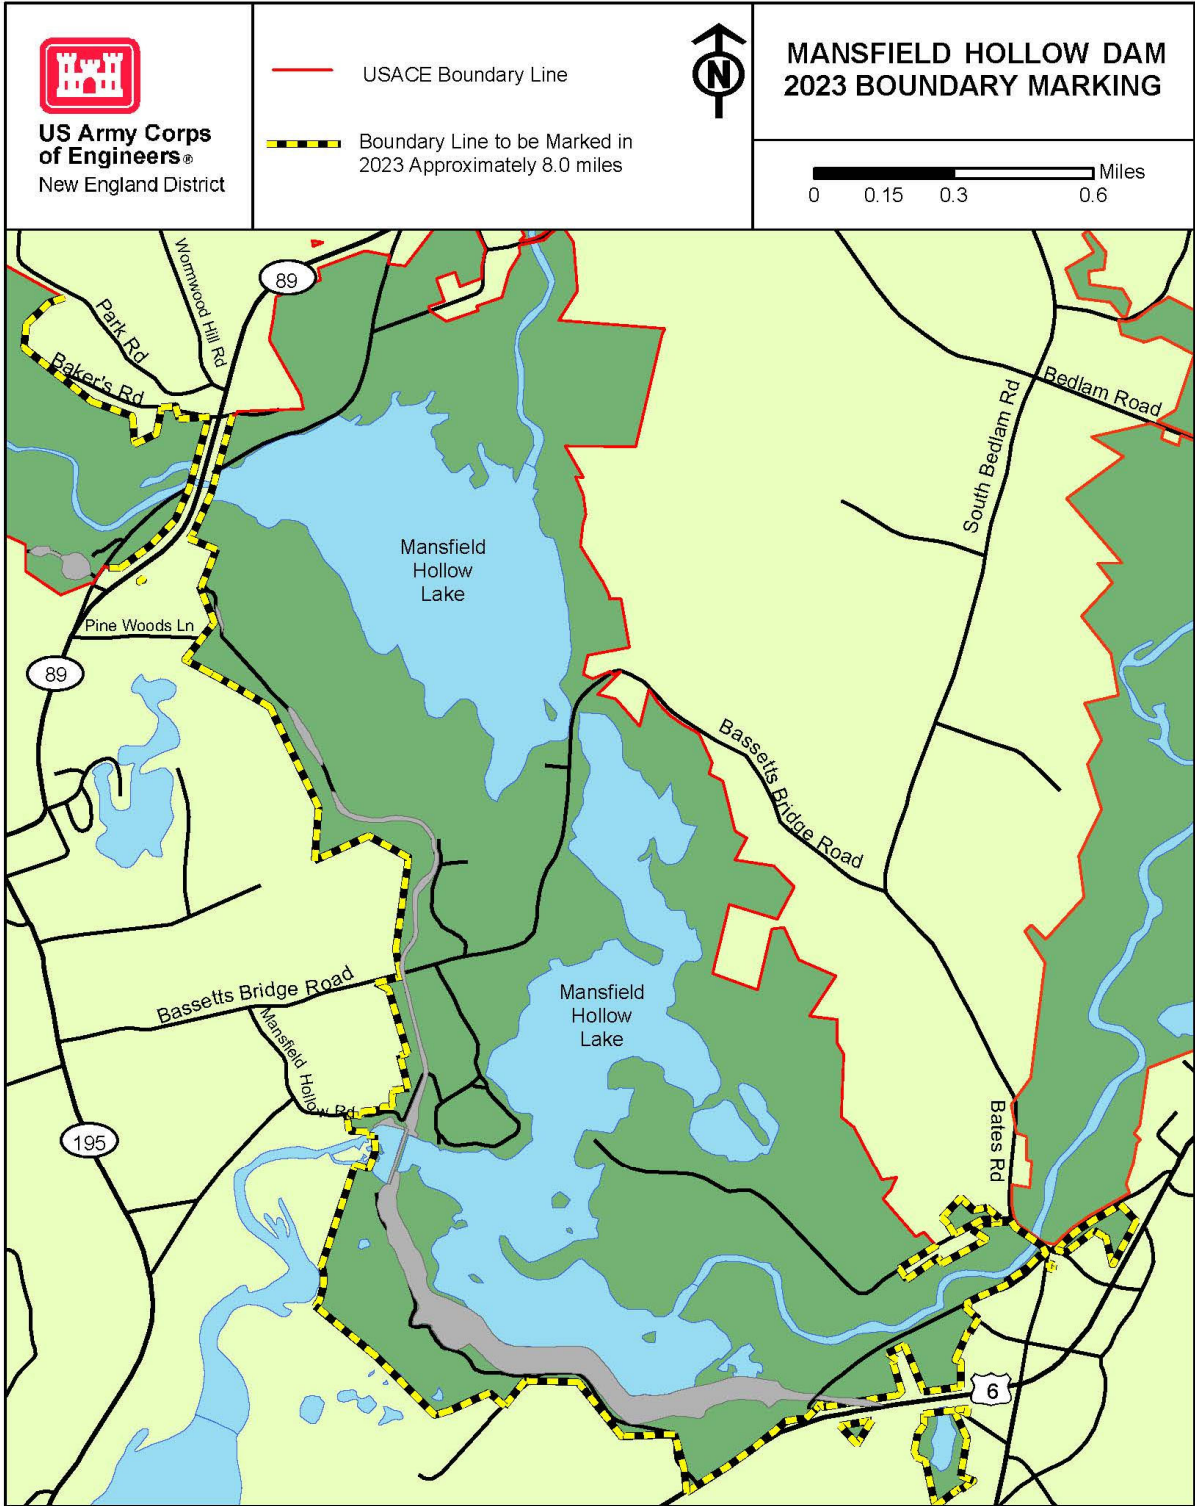 US Army Corps
of Engineers®
New England District
USACE Boundary Line
Boundary Line to be Marked in
2023 Approximately 8.0 miles
N
MANSFIELD HOLLOW DAM
2023 BOUNDARY MARKING
Miles
0 0.15 0.3 0.6
89
Wormwood Hill Rd
Park Rd
Baker's Rd
Bedlam Road
South Bedlam Rd
Mansfield
Hollow
Lake
Pine Woods Ln
89
Bassetts Bridge Road
Bassetts Bridge Road
Mansfield
Hollow
Lake
Mansfield Hollow Rd
195
Bates Rd
6